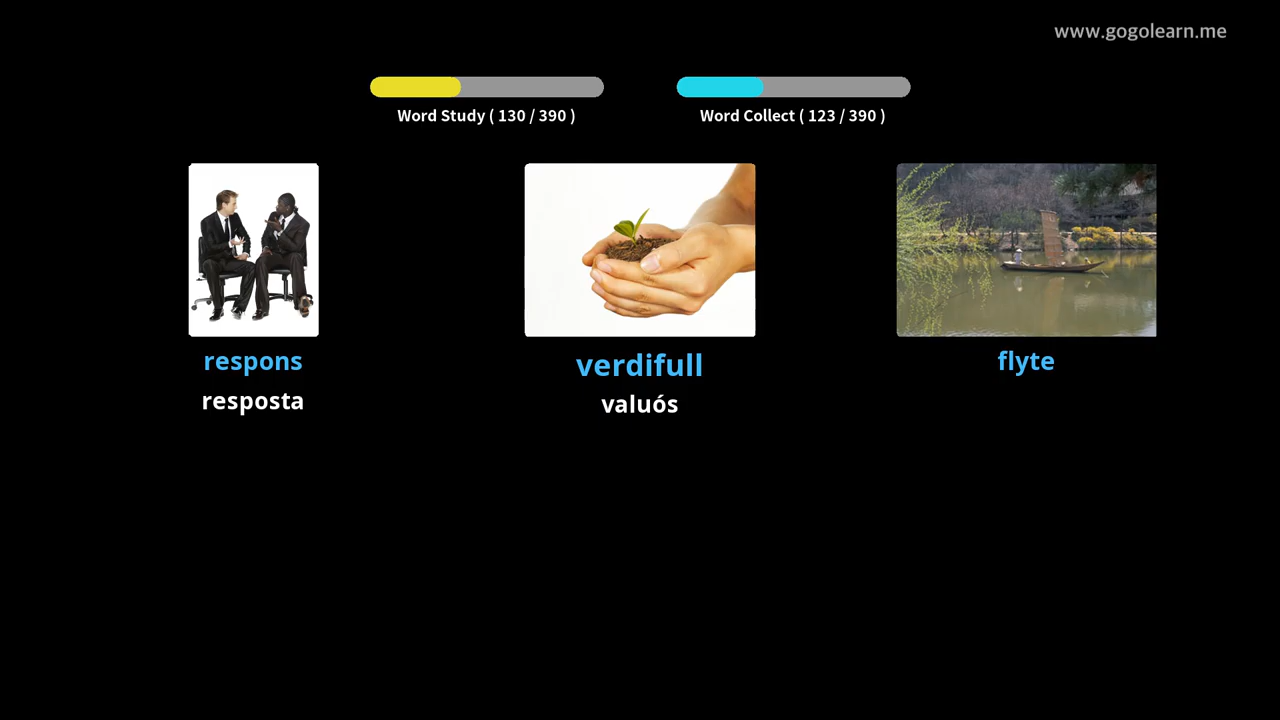 www.gogolearn.me
Word Study ( 130 / 390 )
Word Collect ( 123 / 390 )
respons
resposta
verdifull
valuós
flyte